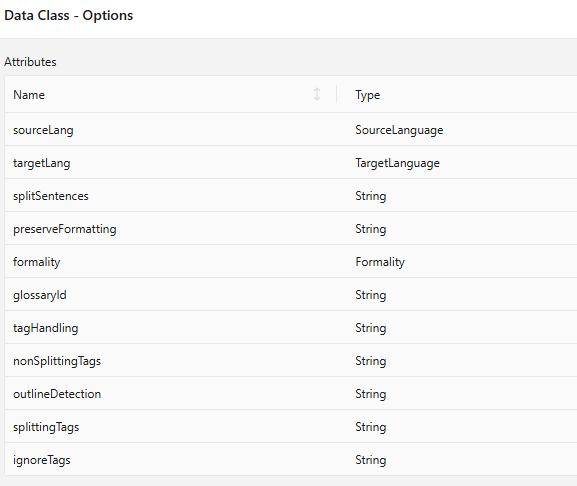 Data Class - Options
Attributes
Name Type
sourceLang SourceLanguage
targetLang TargetLanguage
splitSentences String
preserveFormatting String
formality Formality
glossaryId String
tagHandling String
nonSplittingTags String
outlineDetection String
splittingTags String
ignoreTags String